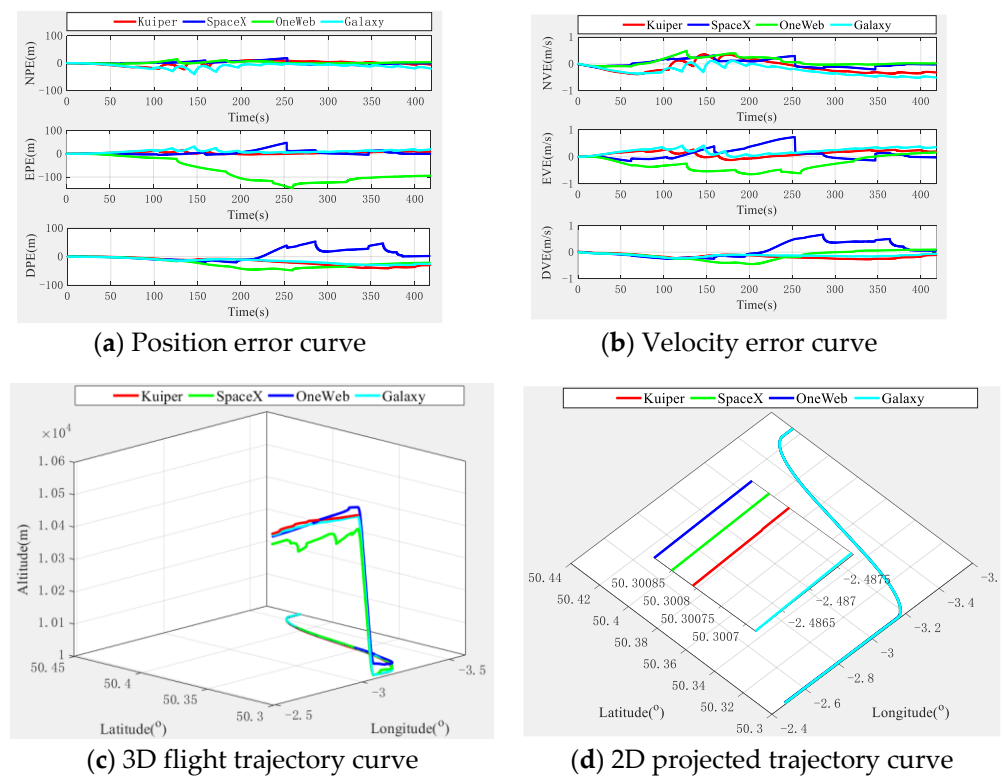 Kuiper SpaceX OneWeb Galaxy
100
0
-100
NPE(m)
0 50 100 150 200 250 300 350 400
Time(s)
100
0
-100
EPE(m)
0 50 100 150 200 250 300 350 400
Time(s)
100
0
-100
DPE(m)
0 50 100 150 200 250 300 350 400
Time(s)
(a) Position error curve
Kuiper SpaceX OneWeb Galaxy
1
0
-1
NVE(m/s)
0 50 100 150 200 250 300 350 400
Time(s)
1
0
-1
EVE(m/s)
0 50 100 150 200 250 300 350 400
Time(s)
1
0
-1
DVE(m/s)
0 50 100 150 200 250 300 350 400
Time(s)
(b) Velocity error curve
Kuiper SpaceX OneWeb Galaxy
×10⁴
1.06
1.05
1.04
1.03
1.02
1.01
1
Altitude(m)
50.45
50.4
50.35
50.3
Latitude(°)
-2.5
-3
-3.5
Longitude(°)
(c) 3D flight trajectory curve
Kuiper SpaceX OneWeb Galaxy
50.44
50.42
50.4
50.38
50.36
50.34
50.32
50.3
Latitude(°)
50.30085
50.3008
50.30075
50.3007
-2.4875
-2.487
-2.4865
-3.
-3.4
-3.2
-3
-2.8
-2.6
-2.4
Longitude(°)
(d) 2D projected trajectory curve